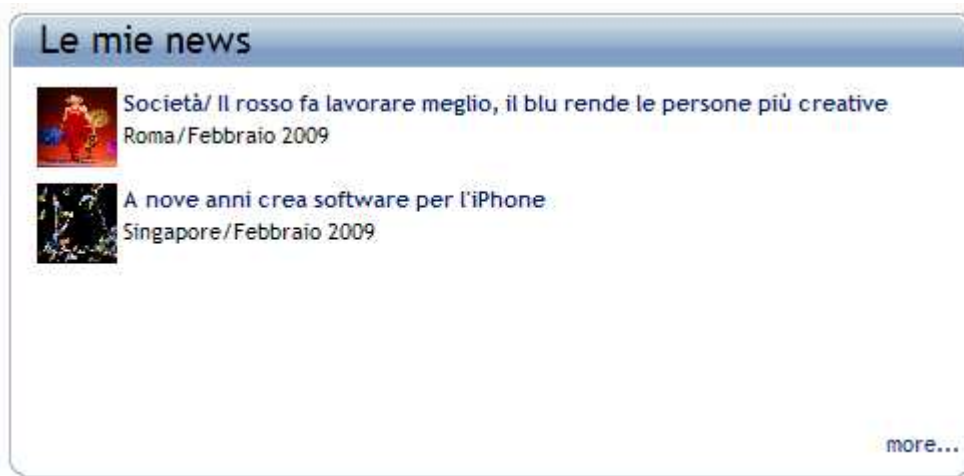 Le mie news
Società/ Il rosso fa lavorare meglio, il blu rende le persone più creative
Roma/Febbraio 2009
A nove anni crea software per l'iPhone
Singapore/Febbraio 2009
more...